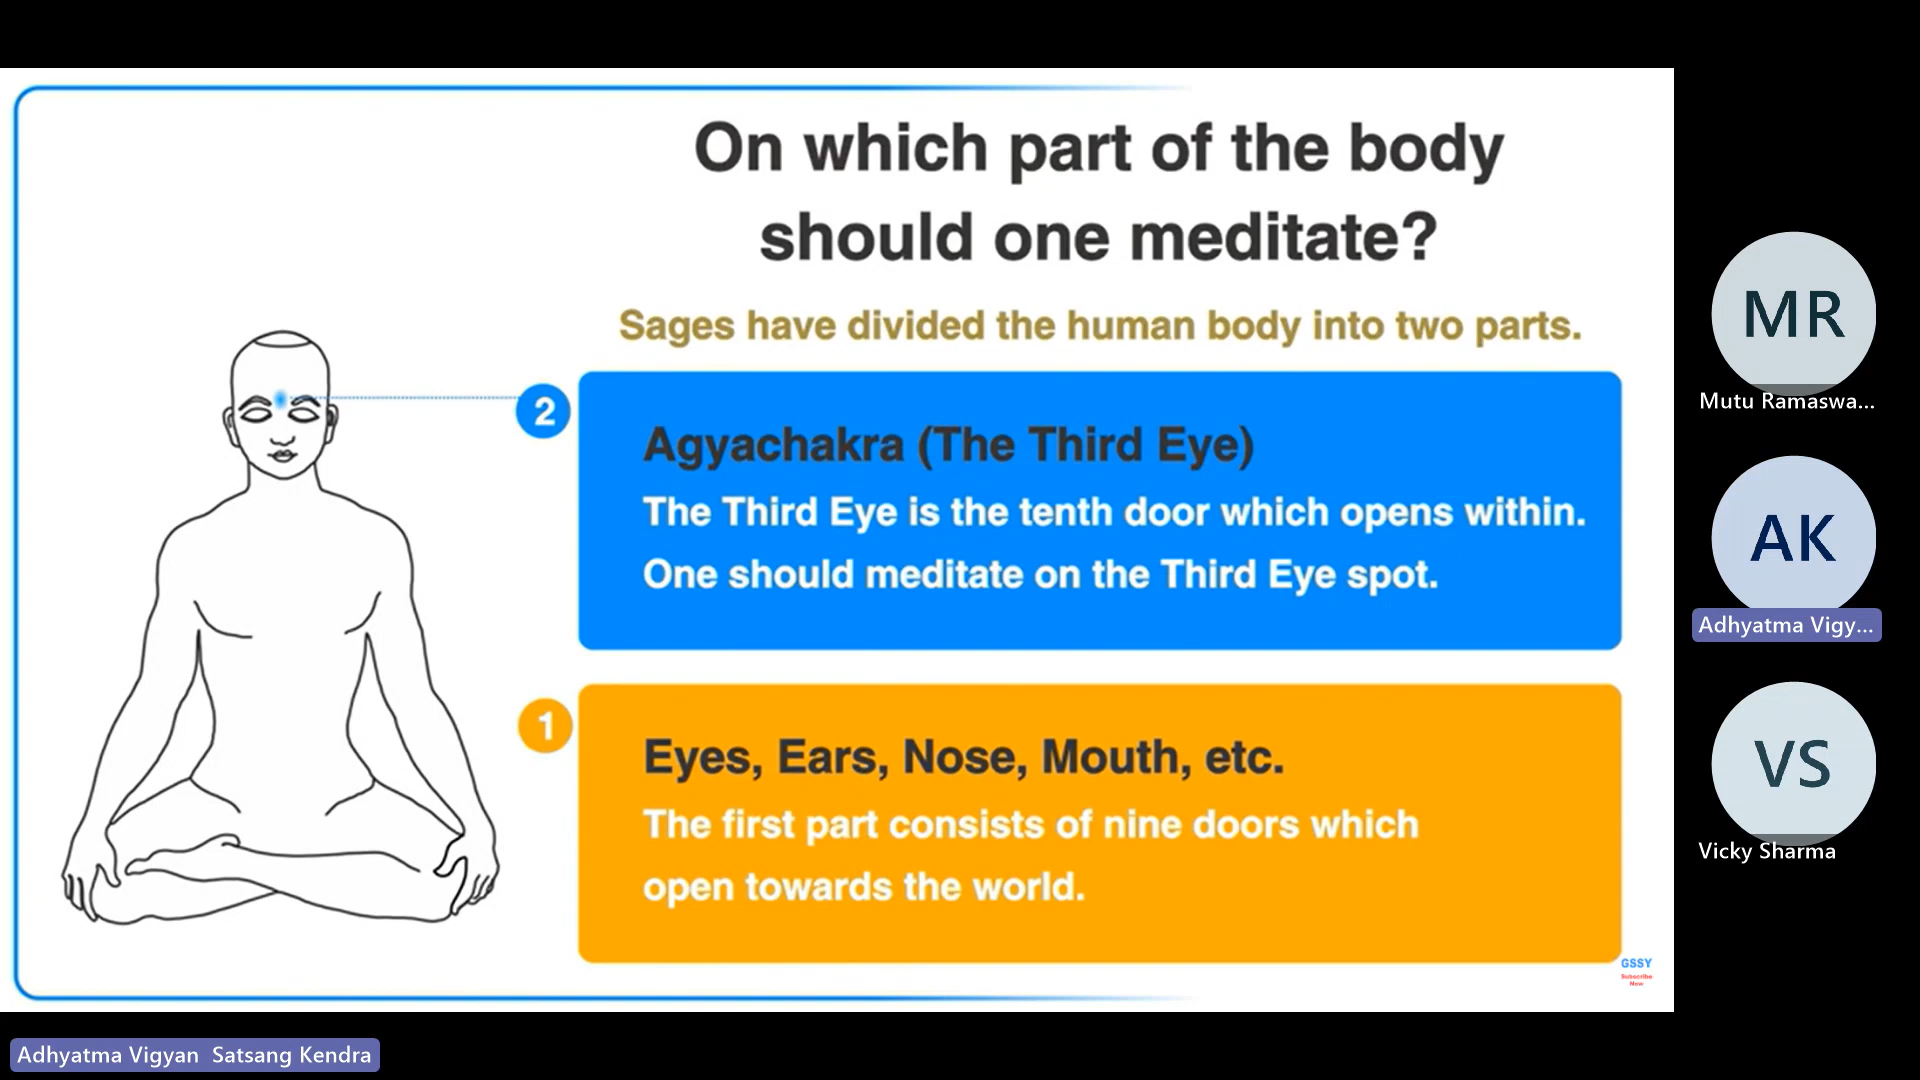 On which part of the body
should one meditate?
Sages have divided the human body into two parts.
2
Agyachakra (The Third Eye)
The Third Eye is the tenth door which opens within.
One should meditate on the Third Eye spot.
1
Eyes, Ears, Nose, Mouth, etc.
The first part consists of nine doors which
open towards the world.
GSSY
Subscribe
Now
MR
Mutu Ramaswa...
AK
Adhyatma Vigy...
VS
Vicky Sharma
Adhyatma Vigyan Satsang Kendra